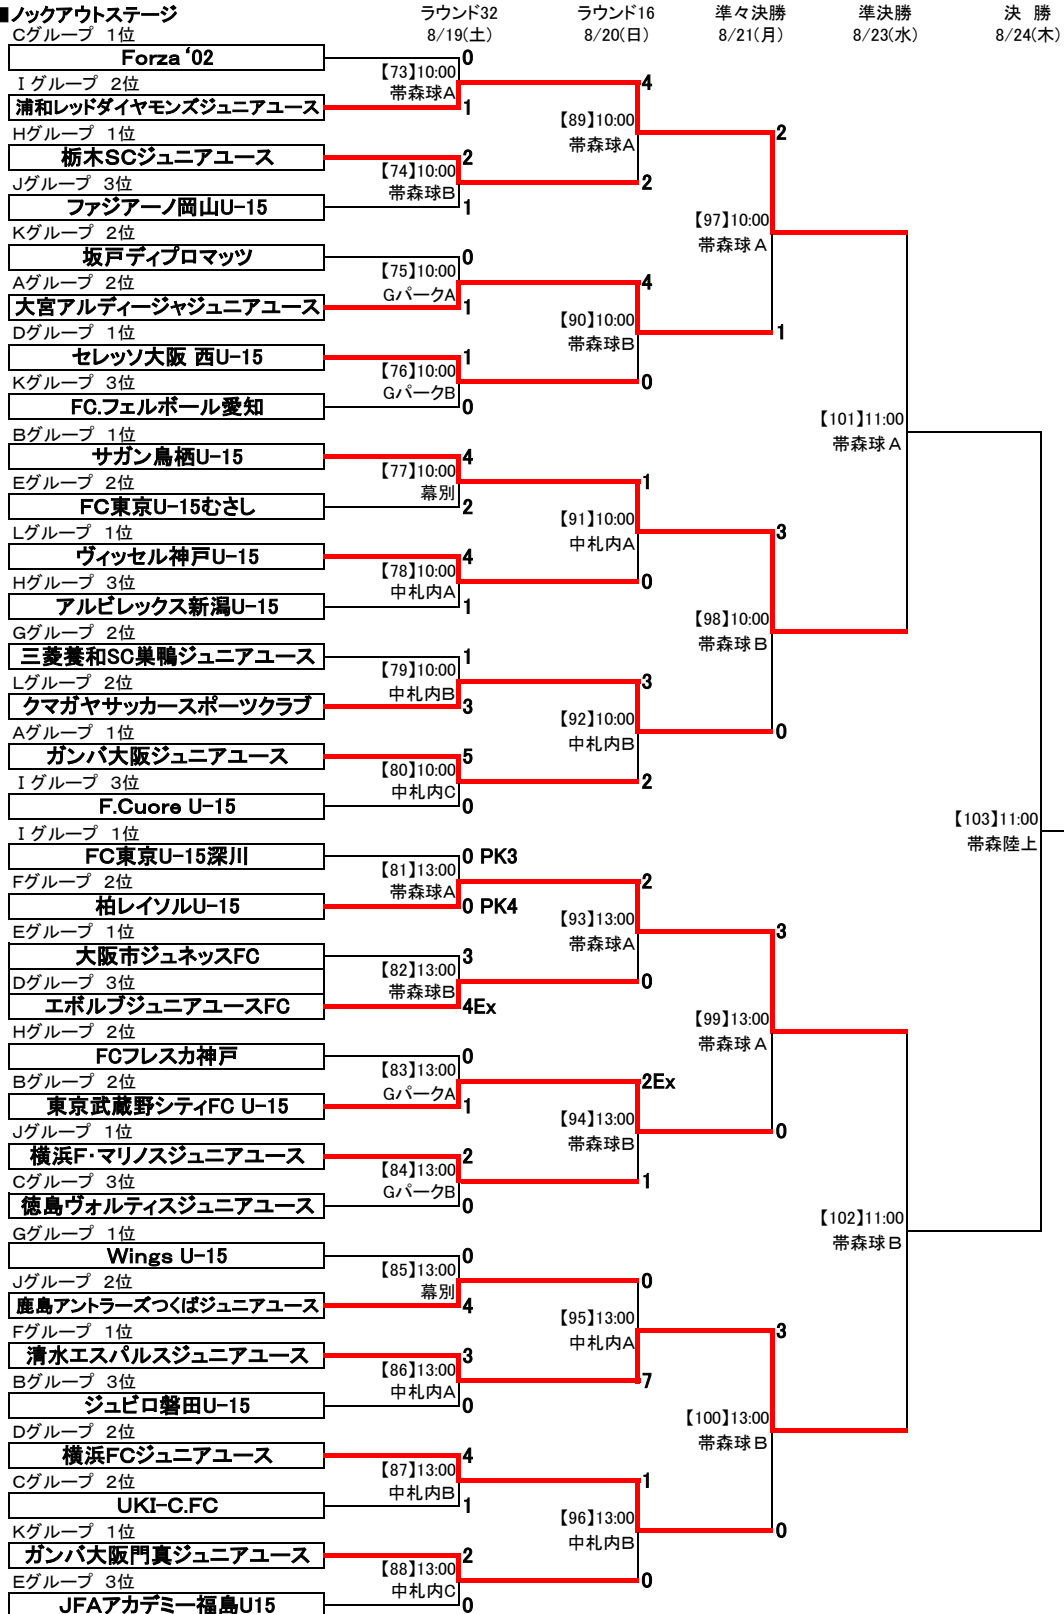 ■ノックアウトステージ
ラウンド32 ラウンド16 準々決勝 準決勝 決 勝
8/19(土) 8/20(日) 8/21(月) 8/23(水) 8/24(木)
Cグループ 1位
Forza ‘02
0
【73】10:00
帯森球A
Iグループ 2位
浦和レッドダイヤモンズジュニアユース
1
4
【89】10:00
帯森球A
Hグループ 1位
栃木SCジュニアユース
2
【74】10:00
帯森球B
2
Jグループ 3位
ファジアーノ岡山U-15
1
2
【97】10:00
帯森球A
Kグループ 2位
坂戸ディプロマッツ
0
【75】10:00
GパークA
Aグループ 2位
大宮アルディージャジュニアユース
1
4
【90】10:00
帯森球B
1
Dグループ 1位
セレッソ大阪 西U-15
1
【76】10:00
GパークB
0
Kグループ 3位
FC.フェルボール愛知
0
【101】11:00
帯森球A
Bグループ 1位
サガン鳥栖U-15
4
【77】10:00
幕別
Eグループ 2位
FC東京U-15むさし
2
1
【91】10:00
中札内A
3
Lグループ 1位
ヴィッセル神戸U-15
4
【78】10:00
中札内A
0
Hグループ 3位
アルビレックス新潟U-15
1
【98】10:00
帯森球B
Gグループ 2位
三菱養和SC巣鴨ジュニアユース
1
【79】10:00
中札内B
Lグループ 2位
クマガヤサッカースポーツクラブ
3
3
【92】10:00
中札内B
0
Aグループ 1位
ガンバ大阪ジュニアユース
5
【80】10:00
中札内C
2
Iグループ 3位
F.Cuore U-15
0
【103】11:00
帯森陸上
Iグループ 1位
FC東京U-15深川
0 PK3
【81】13:00
帯森球A
Fグループ 2位
柏レイソルU-15
0 PK4
2
【93】13:00
帯森球A
3
Eグループ 1位
大阪市ジュネッスFC
3
【82】13:00
帯森球B
0
Dグループ 3位
エボルブジュニアユースFC
4Ex
【99】13:00
帯森球A
Hグループ 2位
FCフレスカ神戸
0
【83】13:00
GパークA
Bグループ 2位
東京武蔵野シティFC U-15
1
2Ex
【94】13:00
帯森球B
0
Jグループ 1位
横浜F・マリノスジュニアユース
2
【84】13:00
GパークB
1
Cグループ 3位
徳島ヴォルティスジュニアユース
0
【102】11:00
帯森球B
Gグループ 1位
Wings U-15
0
【85】13:00
幕別
Jグループ 2位
鹿島アントラーズつくばジュニアユース
4
0
【95】13:00
中札内A
3
Fグループ 1位
清水エスパルスジュニアユース
3
【86】13:00
中札内A
7
Bグループ 3位
ジュビロ磐田U-15
0
【100】13:00
帯森球B
Dグループ 2位
横浜FCジュニアユース
4
【87】13:00
中札内B
Cグループ 2位
UKI-C.FC
1
1
【96】13:00
中札内B
0
Kグループ 1位
ガンバ大阪門真ジュニアユース
2
【88】13:00
中札内C
0
Eグループ 3位
JFAアカデミー福島U15
0